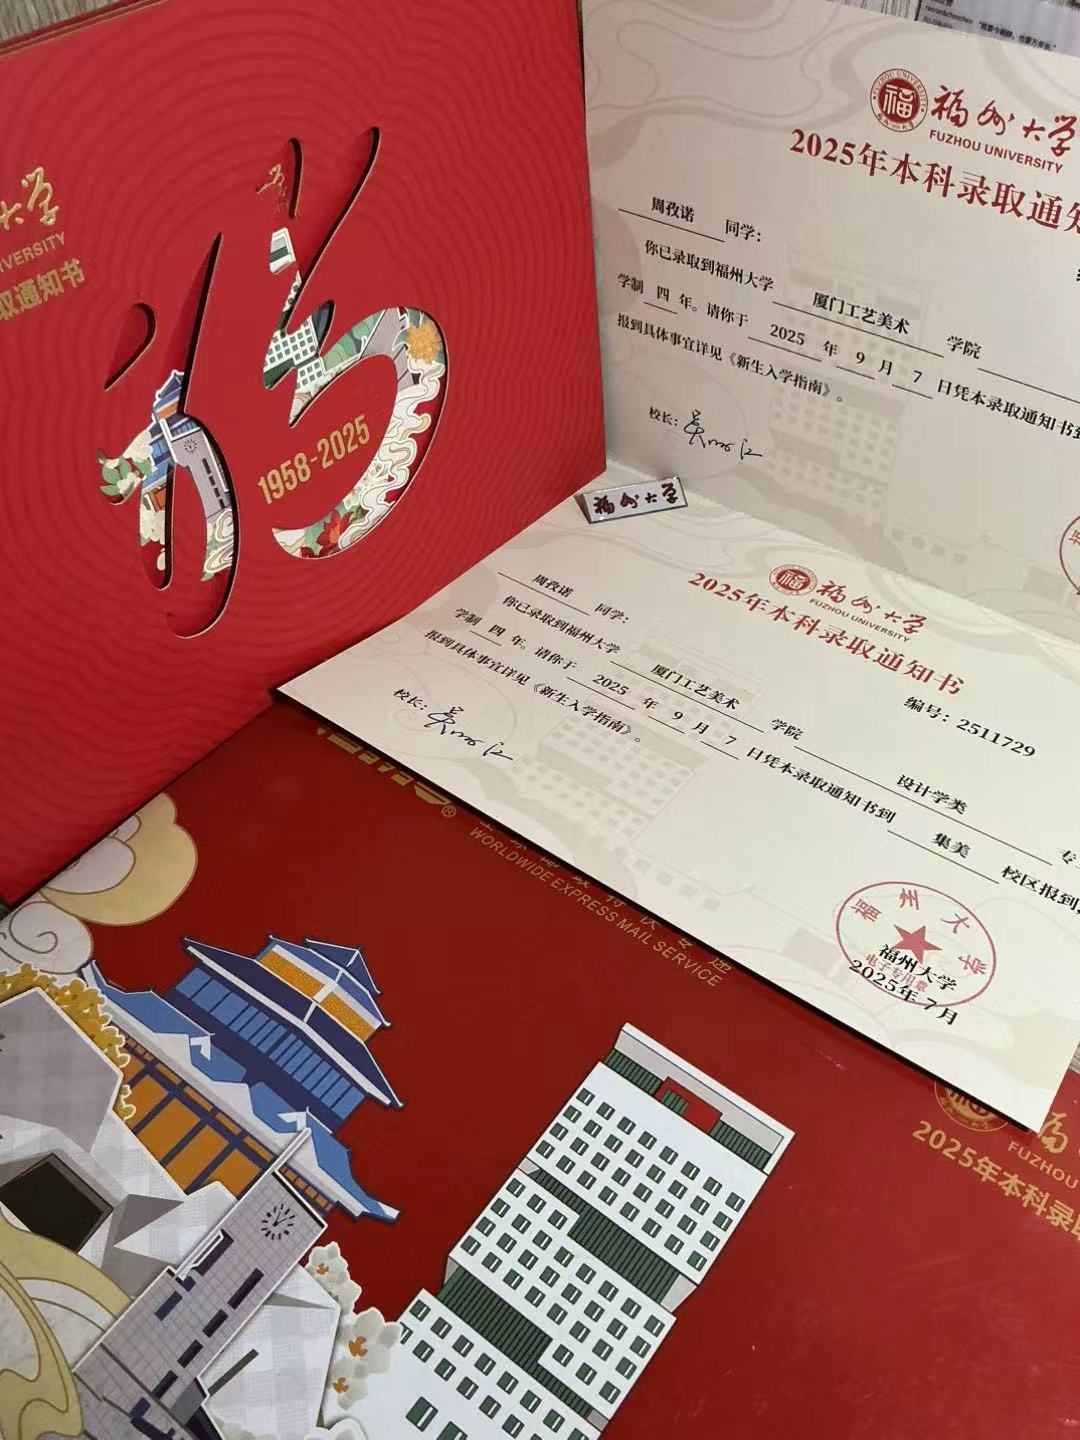 大学
VERSITY
取通知书
1958-2025
福
福州大学
FUZHOU UNIVERSITY
2025年本科录取通知
周孜诺 同学:
你已录取到福州大学 厦门工艺美术 学院
学制 四 年。请你于 2025 年 9 月 7 日凭本录取通知书到
报到具体事宜详见《新生入学指南》。
校长:
福州大学
福
福州大学
FUZHOU UNIVERSITY
2025年本科录取通知书
编号:2511729
周孜诺 同学:
你已录取到福州大学 厦门工艺美术 学院 设计学类 专
学制 四 年。请你于 2025 年 9 月 7 日凭本录取通知书到 集美 校区报到,
报到具体事宜详见《新生入学指南》。
校长:
福州大学
电子专用章
福州大学
2025年7月
WORLDWIDE EXPRESS MAIL SERVICE
福
FUZHOU
2025年本科录